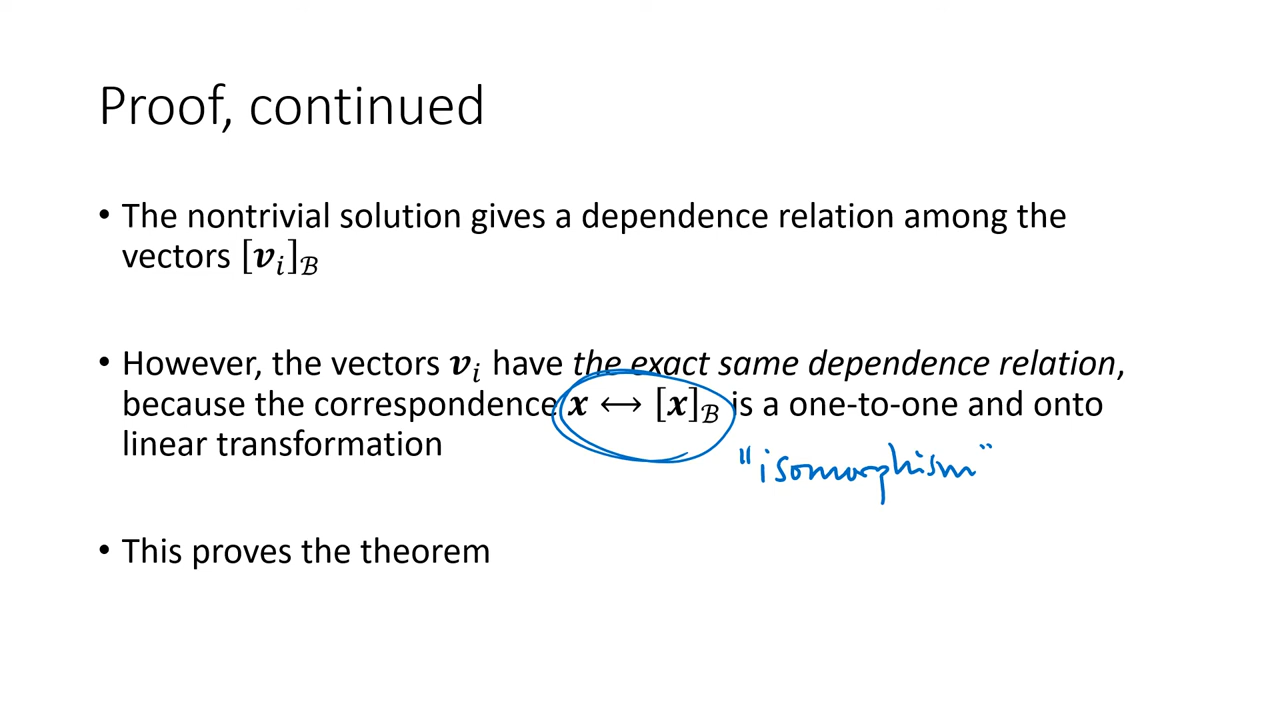 Proof, continued
• The nontrivial solution gives a dependence relation among the
vectors [𝒗ᵢ]_ℬ
• However, the vectors 𝒗ᵢ have the exact same dependence relation,
because the correspondence 𝒙 ⟷ [𝒙]_ℬ is a one-to-one and onto
linear transformation
"isomorphism"
• This proves the theorem